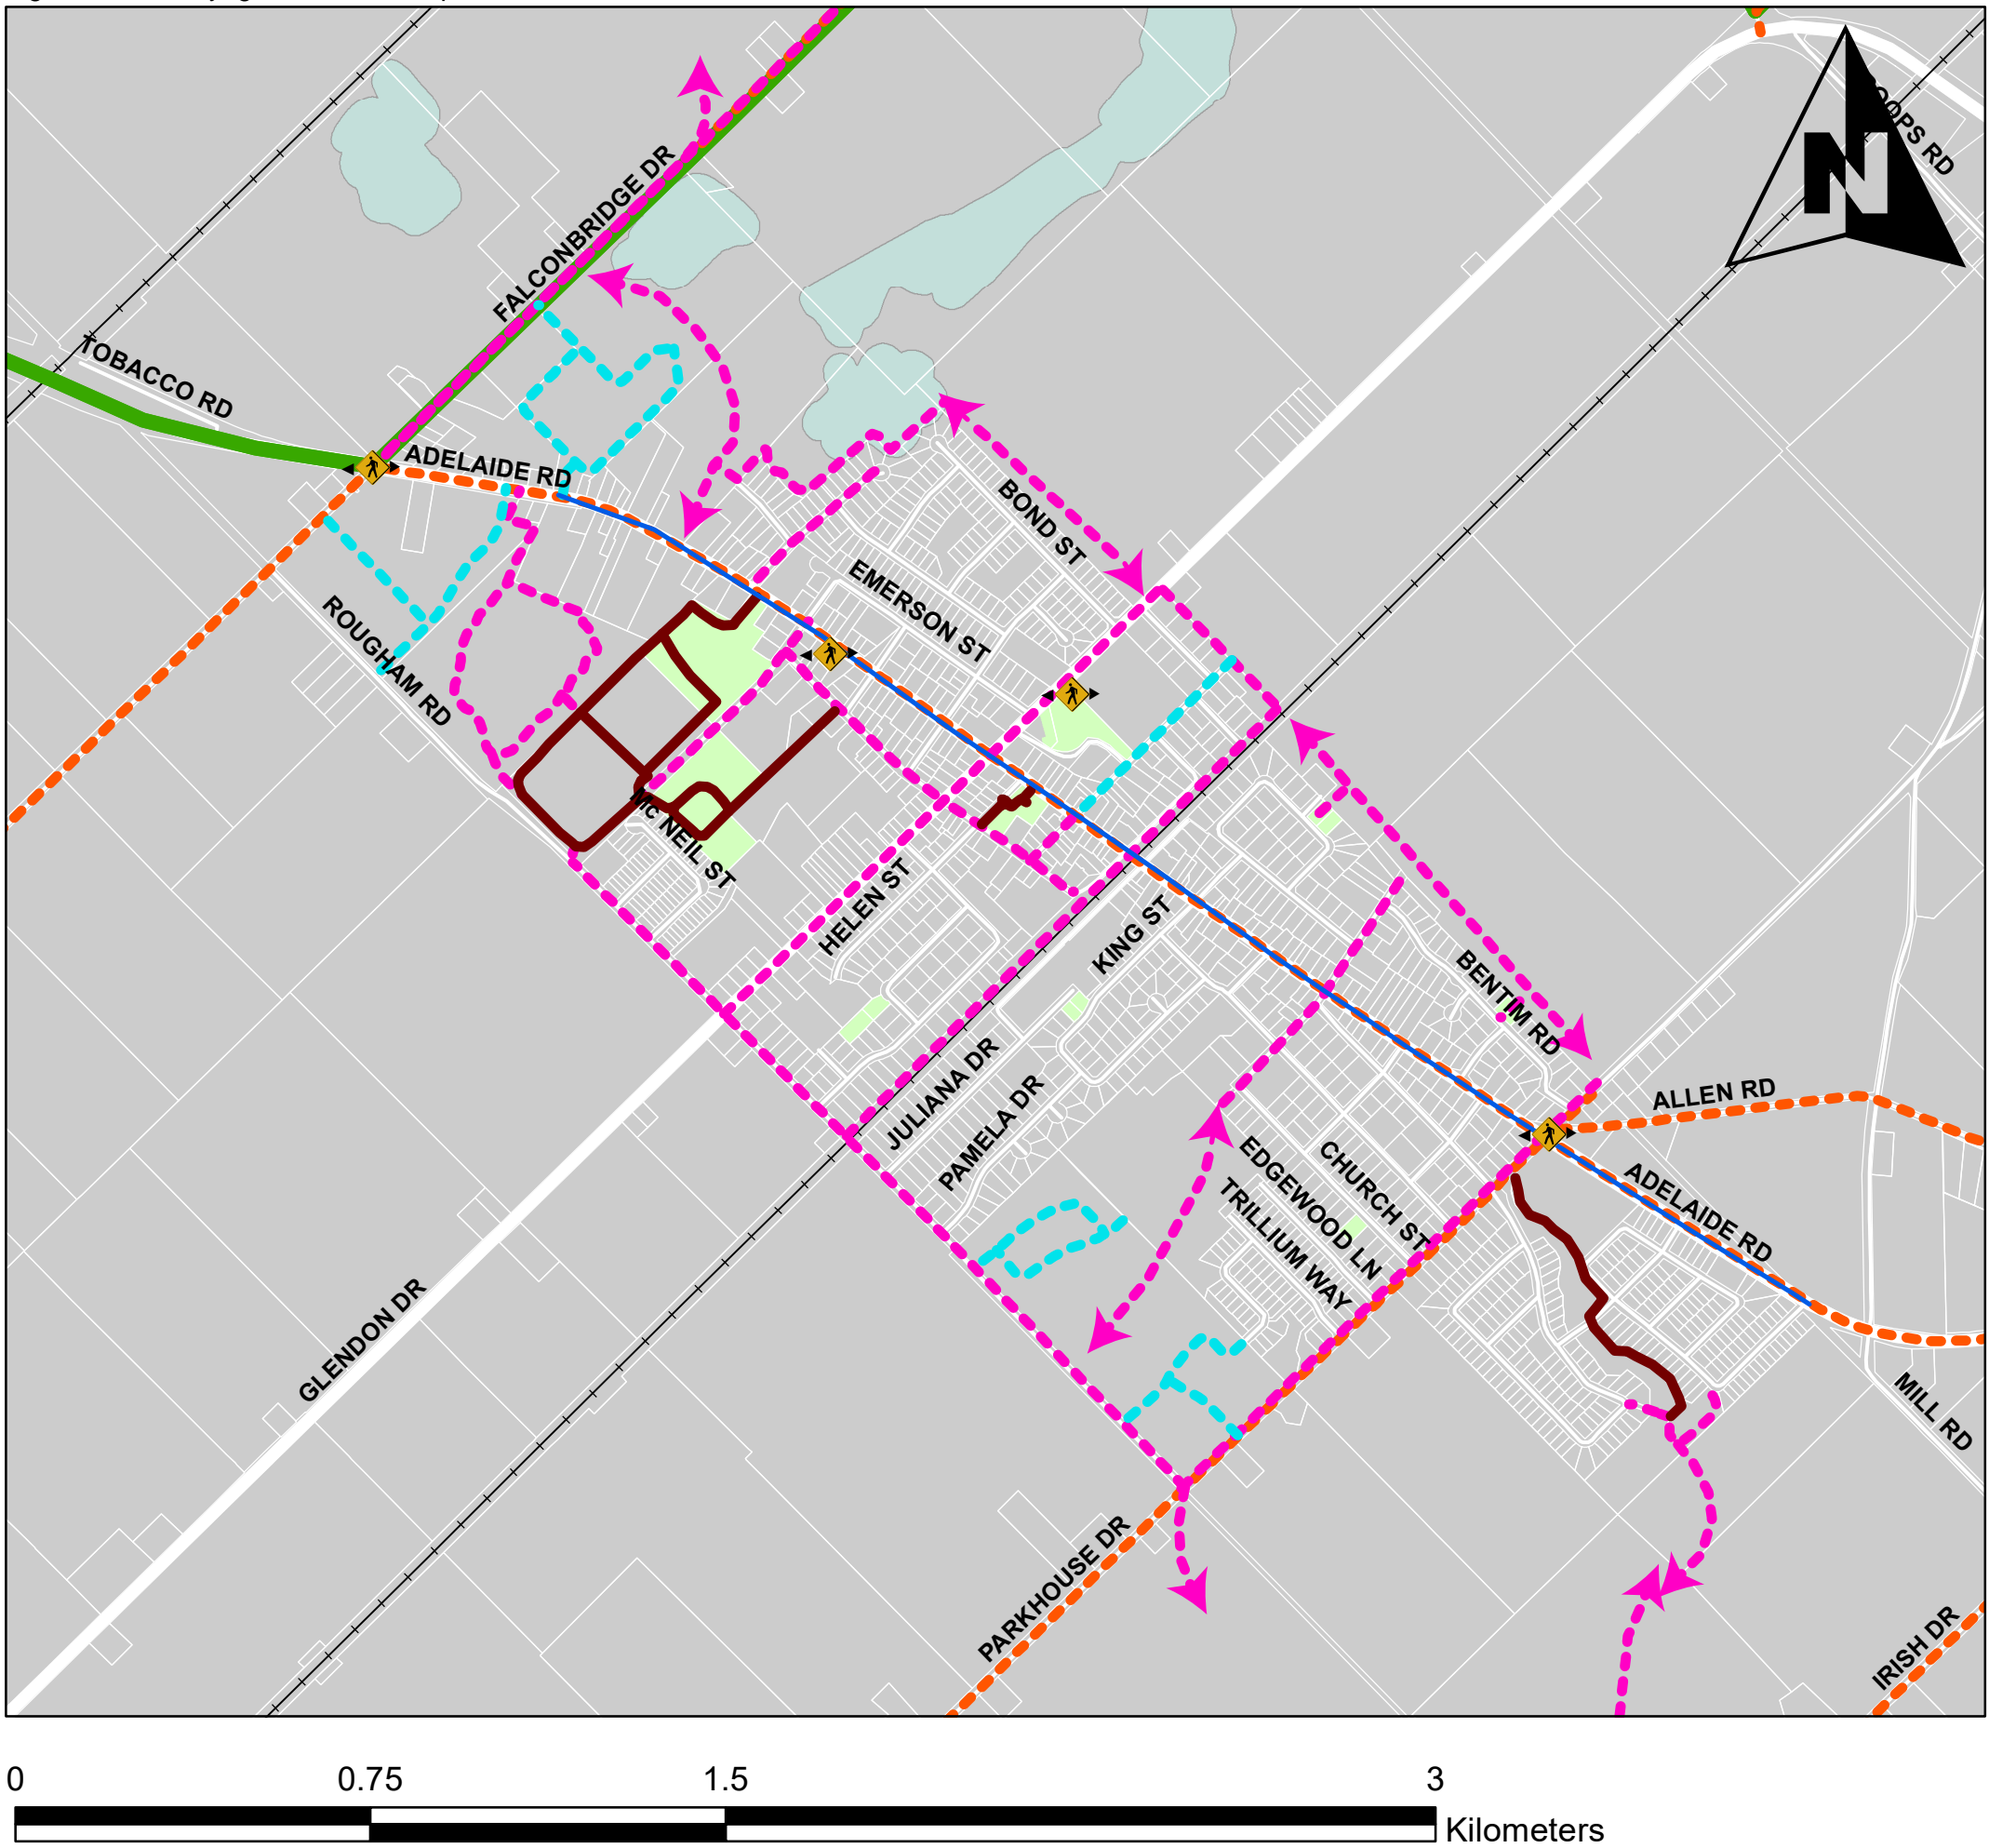 N
OOPS RD
FALCONBRIDGE DR
TOBACCO RD
ADELAIDE RD
BOND ST
EMERSON ST
ROUGHAM RD
Mc NEIL ST
HELEN ST
KING ST
BENTIM RD
JULIANA DR
PAMELA DR
ALLEN RD
EDGEWOOD LN
CHURCH ST
TRILLIUM WAY
ADELAIDE RD
GLENDON DR
MILL RD
PARKHOUSE DR
IRISH DR
0 0.75 1.5 3
Kilometers